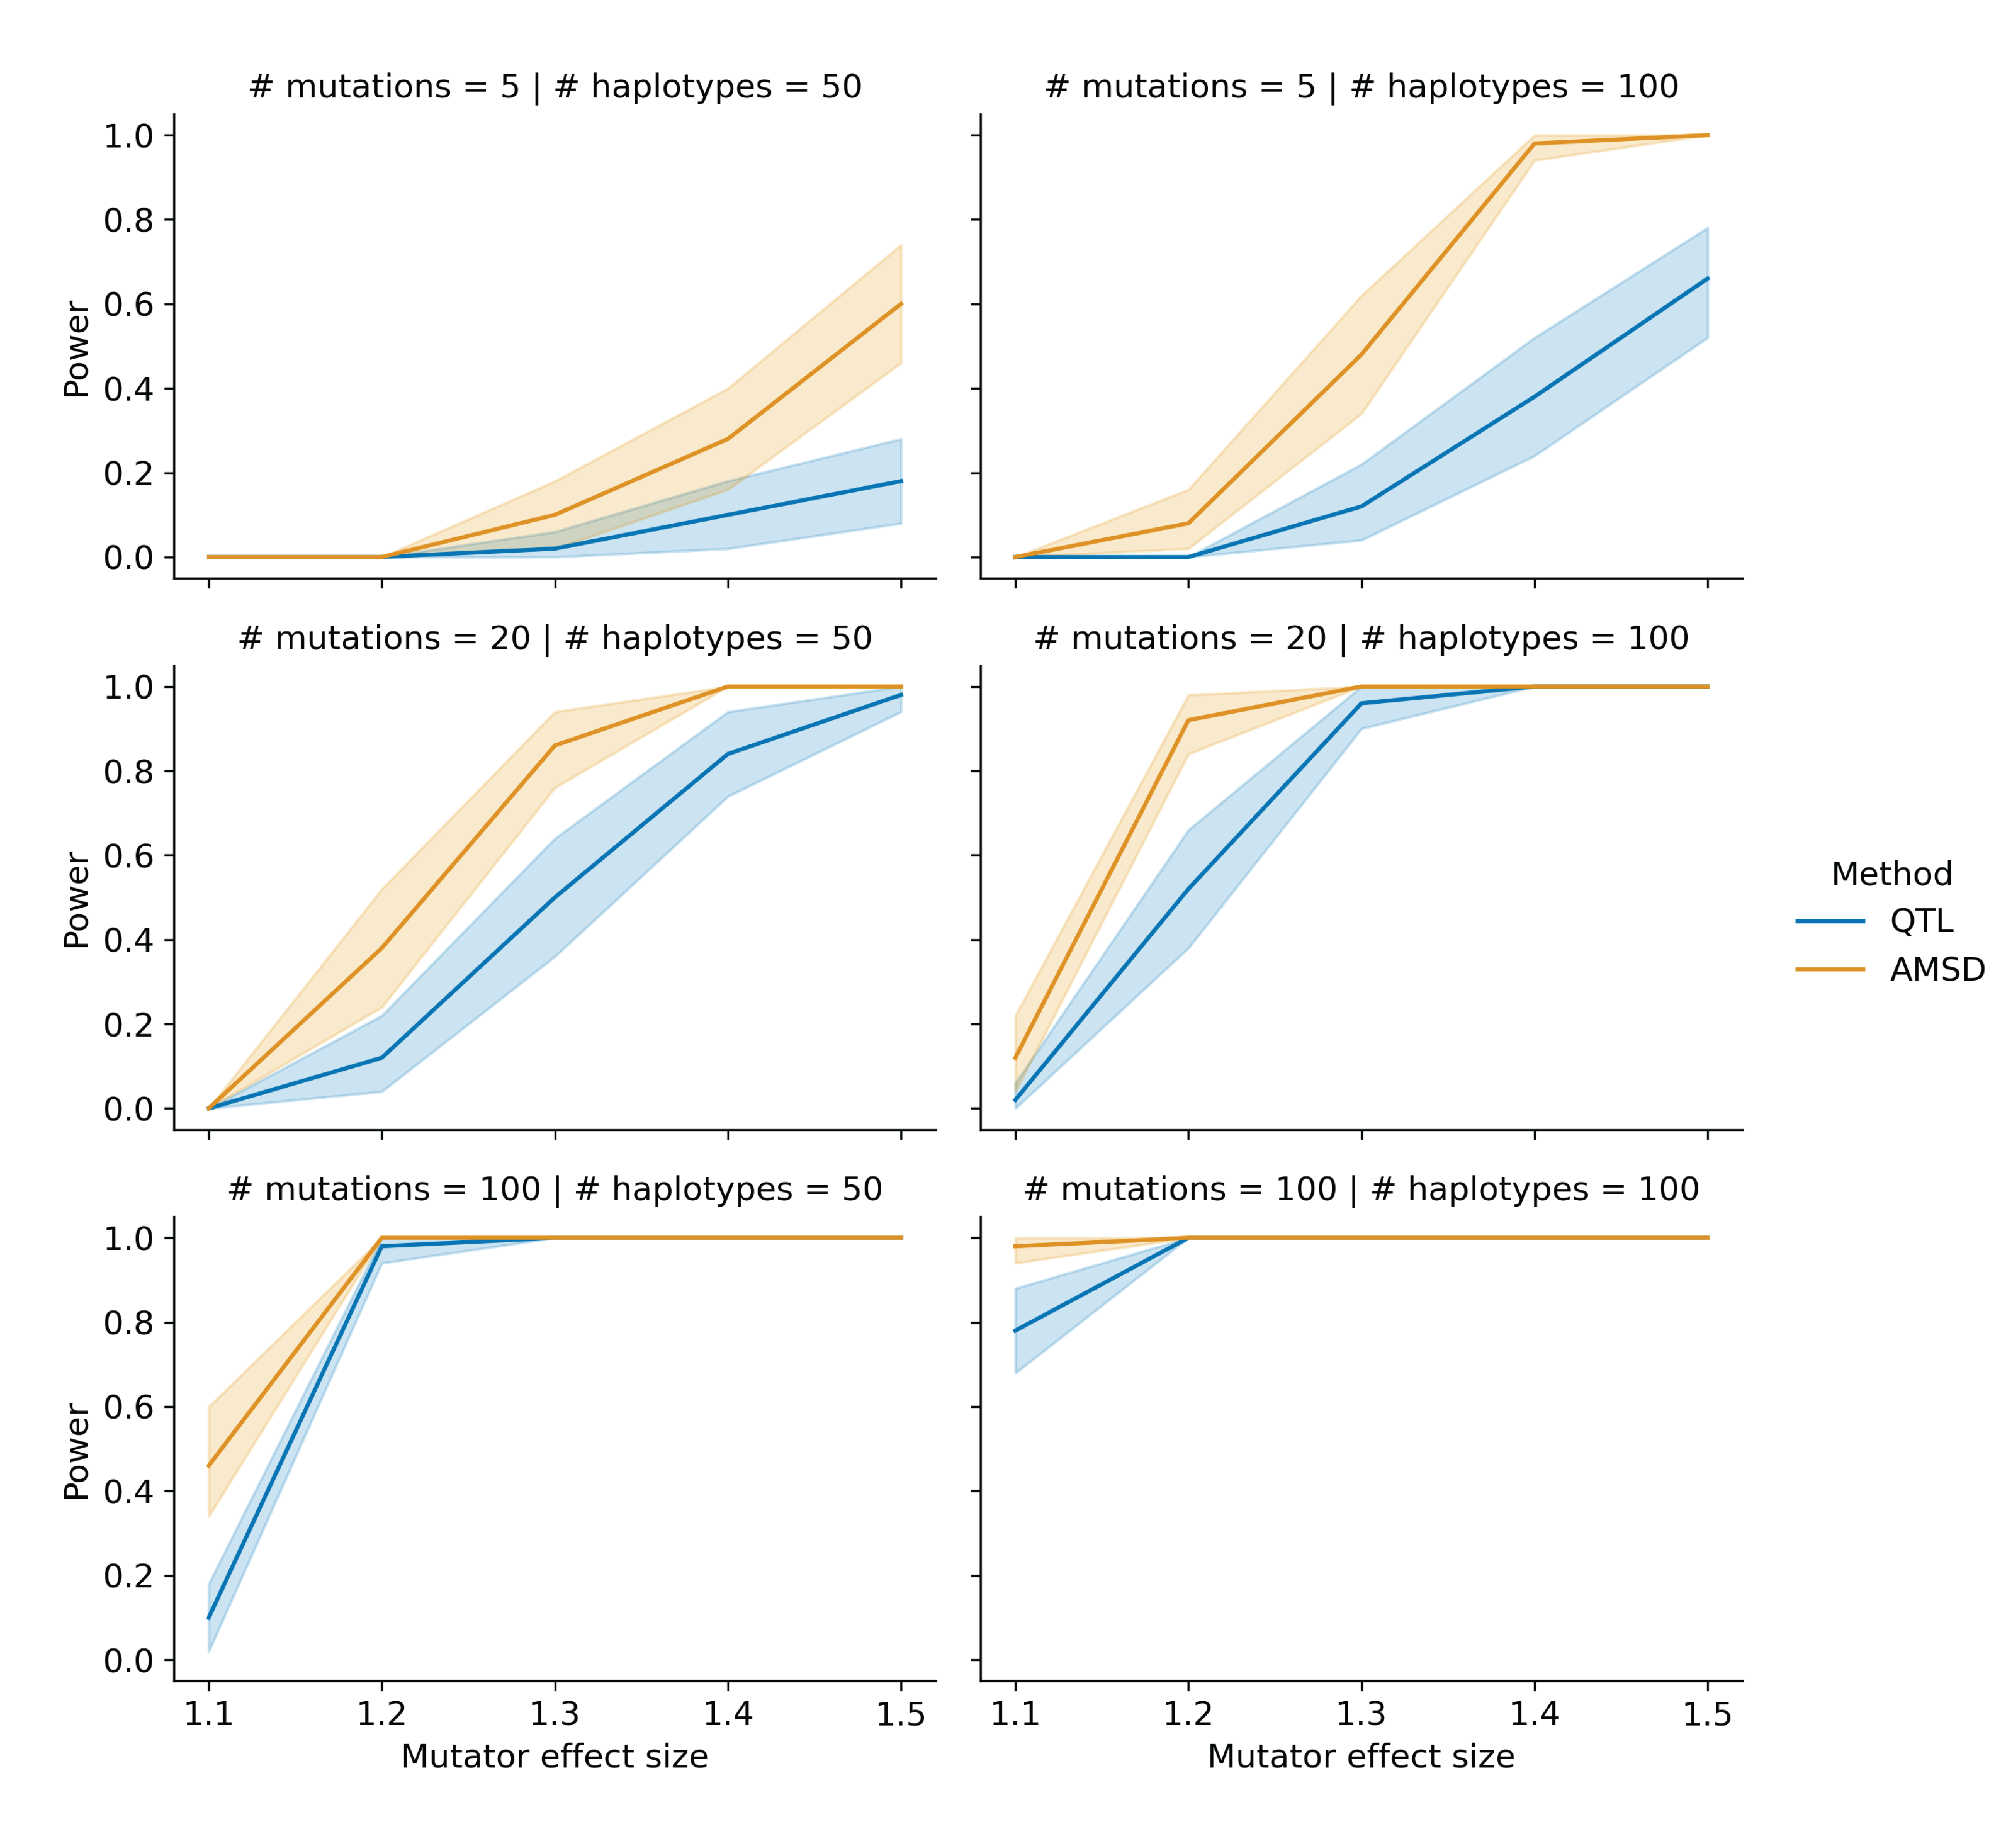 # mutations = 5 | # haplotypes = 50
# mutations = 5 | # haplotypes = 100
1.0
0.8
0.6
0.4
0.2
0.0
Power
# mutations = 20 | # haplotypes = 50
# mutations = 20 | # haplotypes = 100
1.0
0.8
0.6
0.4
0.2
0.0
Power
Method
QTL
AMSD
# mutations = 100 | # haplotypes = 50
# mutations = 100 | # haplotypes = 100
1.0
0.8
0.6
0.4
0.2
0.0
Power
1.1 1.2 1.3 1.4 1.5
Mutator effect size
1.1 1.2 1.3 1.4 1.5
Mutator effect size